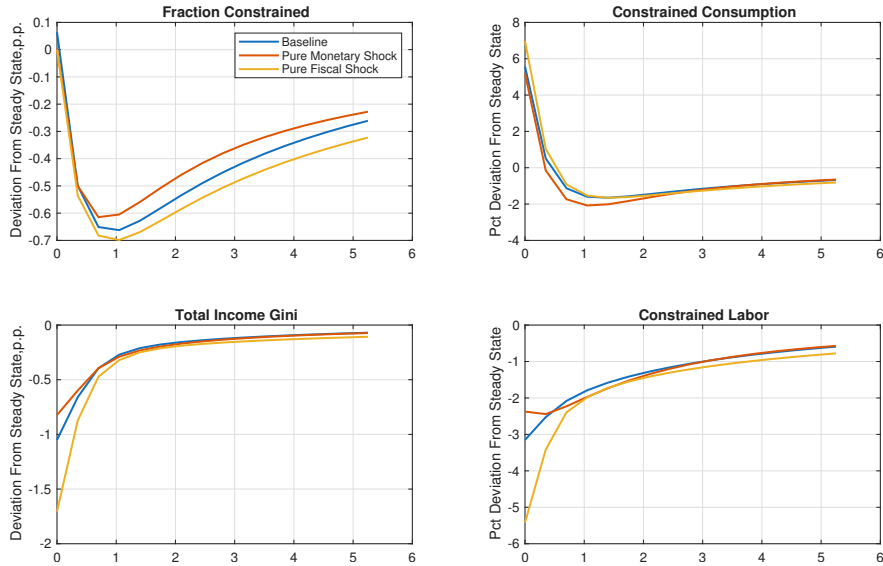 Fraction Constrained
Deviation From Steady State,p.p.
0.1
0
-0.1
-0.2
-0.3
-0.4
-0.5
-0.6
-0.7
0 1 2 3 4 5 6
Baseline
Pure Monetary Shock
Pure Fiscal Shock
Constrained Consumption
Pct Deviation From Steady State
8
6
4
2
0
-2
-4
0 1 2 3 4 5 6
Total Income Gini
Deviation From Steady State,p.p.
0
-0.5
-1
-1.5
-2
0 1 2 3 4 5 6
Constrained Labor
Pct Deviation From Steady State
0
-1
-2
-3
-4
-5
-6
0 1 2 3 4 5 6